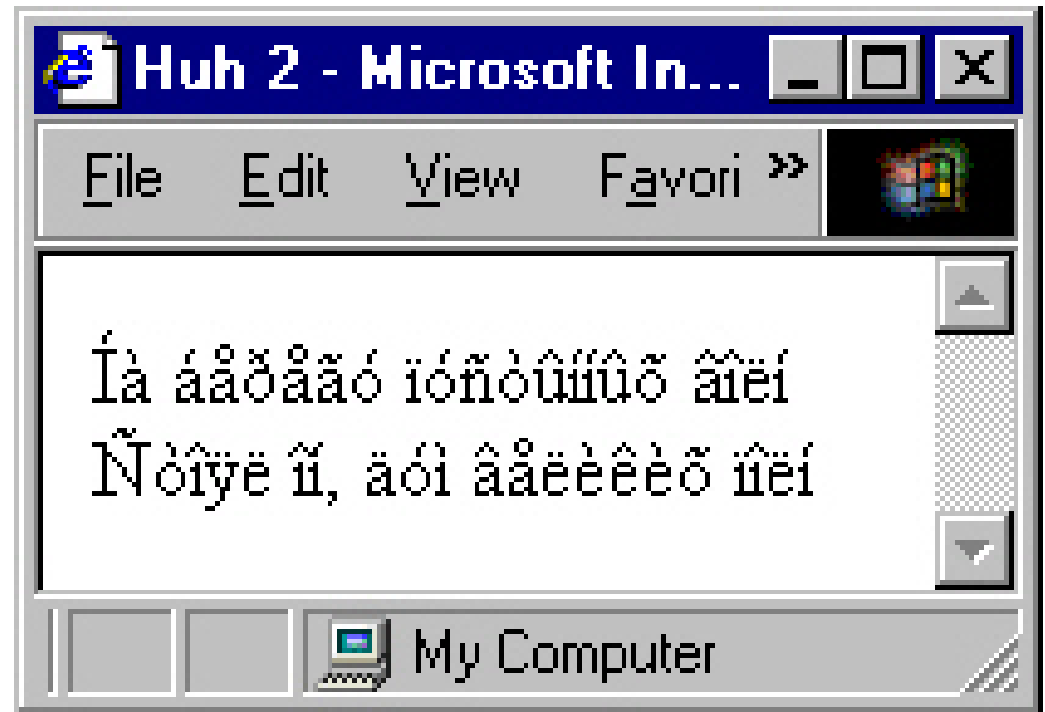 Huh 2 - Microsoft In...
File Edit View Favori »
Íà áåðåãó ïóñòûííûõ âîëí
Ñòîÿë îí, äóì âåëèêèõ ïîëí
My Computer